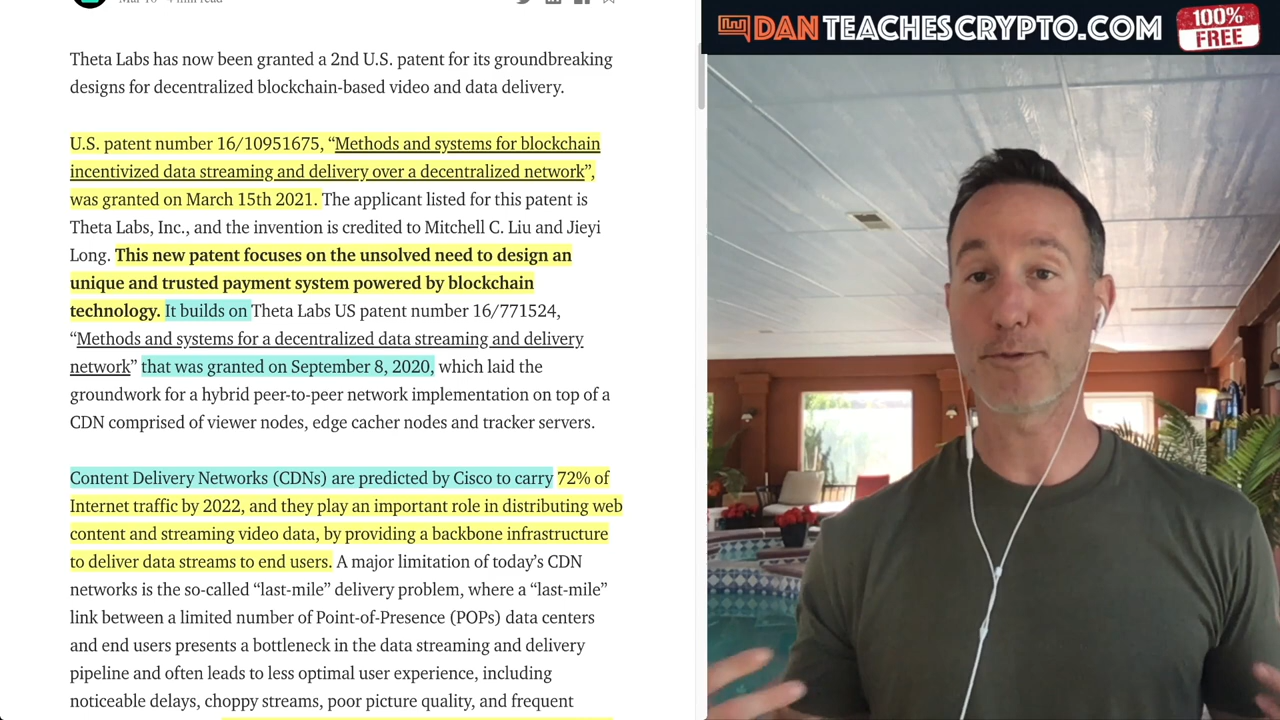 Mar 16 · 4 min read
Theta Labs has now been granted a 2nd U.S. patent for its groundbreaking
designs for decentralized blockchain-based video and data delivery.
U.S. patent number 16/10951675, “Methods and systems for blockchain
incentivized data streaming and delivery over a decentralized network”,
was granted on March 15th 2021. The applicant listed for this patent is
Theta Labs, Inc., and the invention is credited to Mitchell C. Liu and Jieyi
Long. This new patent focuses on the unsolved need to design an
unique and trusted payment system powered by blockchain
technology. It builds on Theta Labs US patent number 16/771524,
“Methods and systems for a decentralized data streaming and delivery
network” that was granted on September 8, 2020, which laid the
groundwork for a hybrid peer-to-peer network implementation on top of a
CDN comprised of viewer nodes, edge cacher nodes and tracker servers.
Content Delivery Networks (CDNs) are predicted by Cisco to carry 72% of
Internet traffic by 2022, and they play an important role in distributing web
content and streaming video data, by providing a backbone infrastructure
to deliver data streams to end users. A major limitation of today’s CDN
networks is the so-called “last-mile” delivery problem, where a “last-mile”
link between a limited number of Point-of-Presence (POPs) data centers
and end users presents a bottleneck in the data streaming and delivery
pipeline and often leads to less optimal user experience, including
noticeable delays, choppy streams, poor picture quality, and frequent
DANTEACHESCRYPTO.COM
100%
FREE